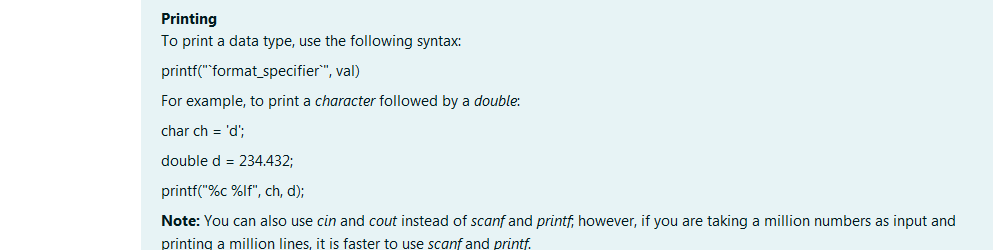 Printing
To print a data type, use the following syntax:
printf("`format_specifier`", val)
For example, to print a character followed by a double:
char ch = 'd';
double d = 234.432;
printf("%c %lf", ch, d);
Note: You can also use cin and cout instead of scanf and printf; however, if you are taking a million numbers as input and
printing a million lines, it is faster to use scanf and printf.